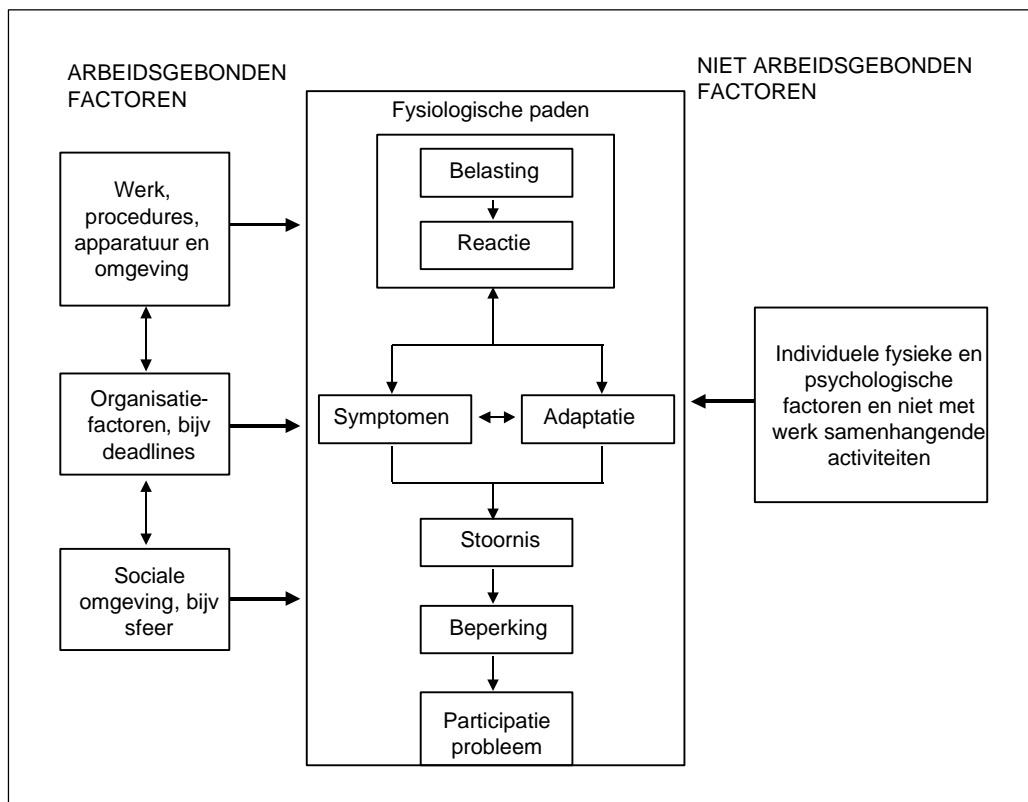 ARBEIDSGEBONDEN
FACTOREN
NIET ARBEIDSGEBONDEN
FACTOREN
Fysiologische paden
Belasting
Reactie
Werk,
procedures,
apparatuur en
omgeving
Organisatie-
factoren, bijv
deadlines
Sociale
omgeving, bijv
sfeer
Symptomen
Adaptatie
Stoornis
Beperking
Participatie
probleem
Individuele fysieke en
psychologische
factoren en niet met
werk samenhangende
activiteiten